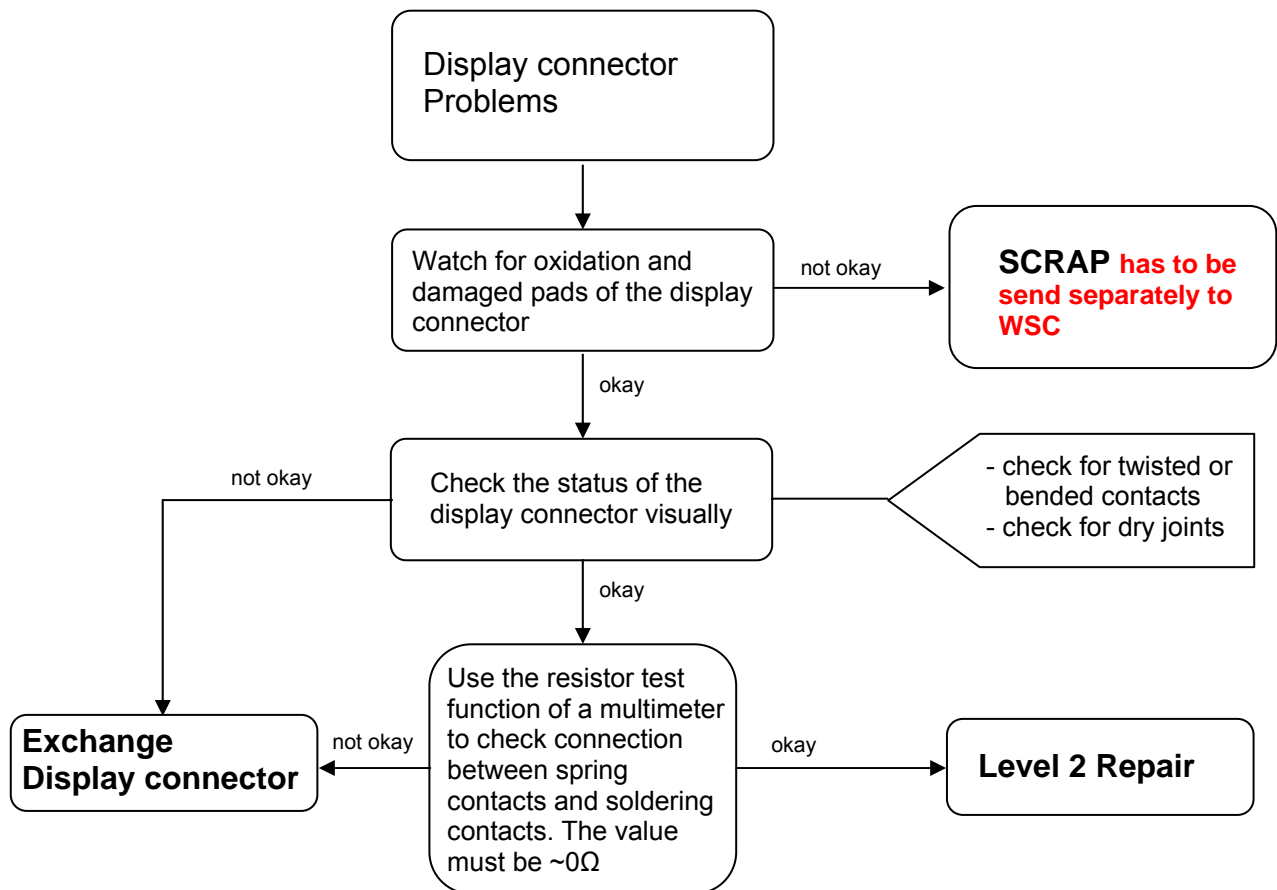 Display connector
Problems
Watch for oxidation and
damaged pads of the display
connector
not okay
SCRAP has to be
send separately to
WSC
okay
not okay
Check the status of the
display connector visually
- check for twisted or
bended contacts
- check for dry joints
okay
Use the resistor test
function of a multimeter
to check connection
between spring
contacts and soldering
contacts. The value
must be ~0Ω
not okay
Exchange
Display connector
okay
Level 2 Repair